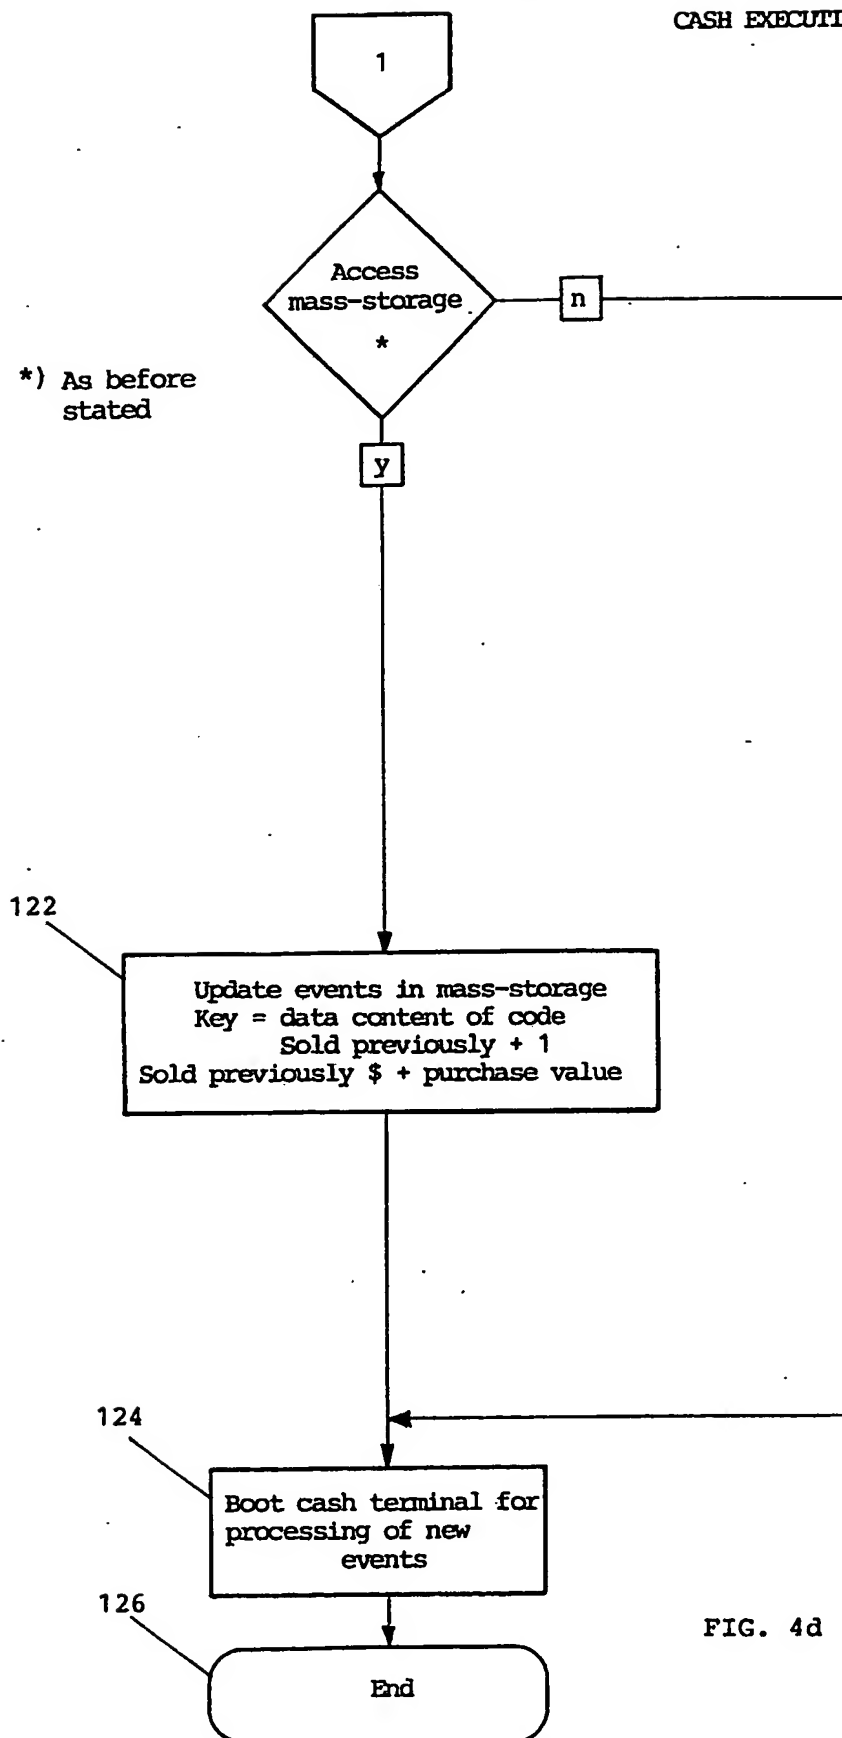 CASH EXECUTI
1
Access
mass-storage
*
n
*) As before
stated
y
122
Update events in mass-storage
Key = data content of code
Sold previously + 1
Sold previously $ + purchase value
124
Boot cash terminal for
processing of new
events
126
End
FIG. 4d